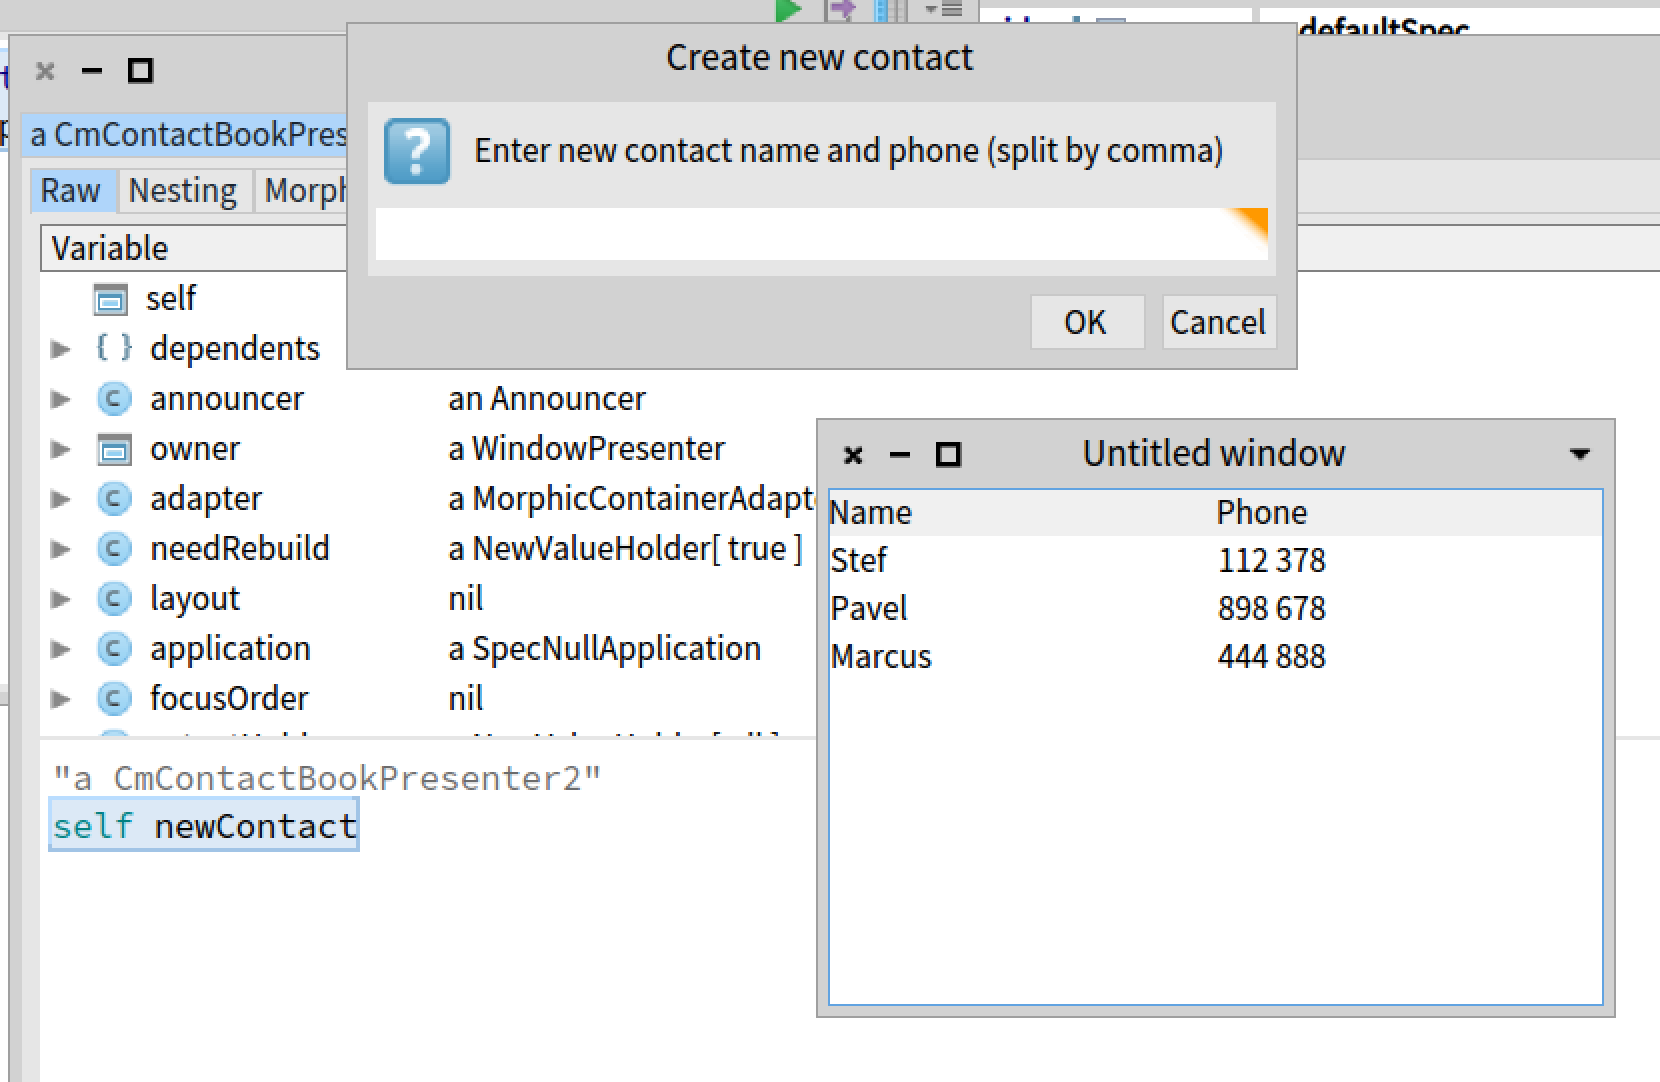 defaultSpec
Create new contact
a CmContactBookPres
Enter new contact name and phone (split by comma)
Raw Nesting Morph
Variable
self
OK Cancel
dependents
announcer an Announcer
owner a WindowPresenter
adapter a MorphicContainerAdapt
needRebuild a NewValueHolder[ true ]
layout nil
application a SpecNullApplication
focusOrder nil
Untitled window
Name Phone
Stef 112 378
Pavel 898 678
Marcus 444 888
"a CmContactBookPresenter2"
self newContact